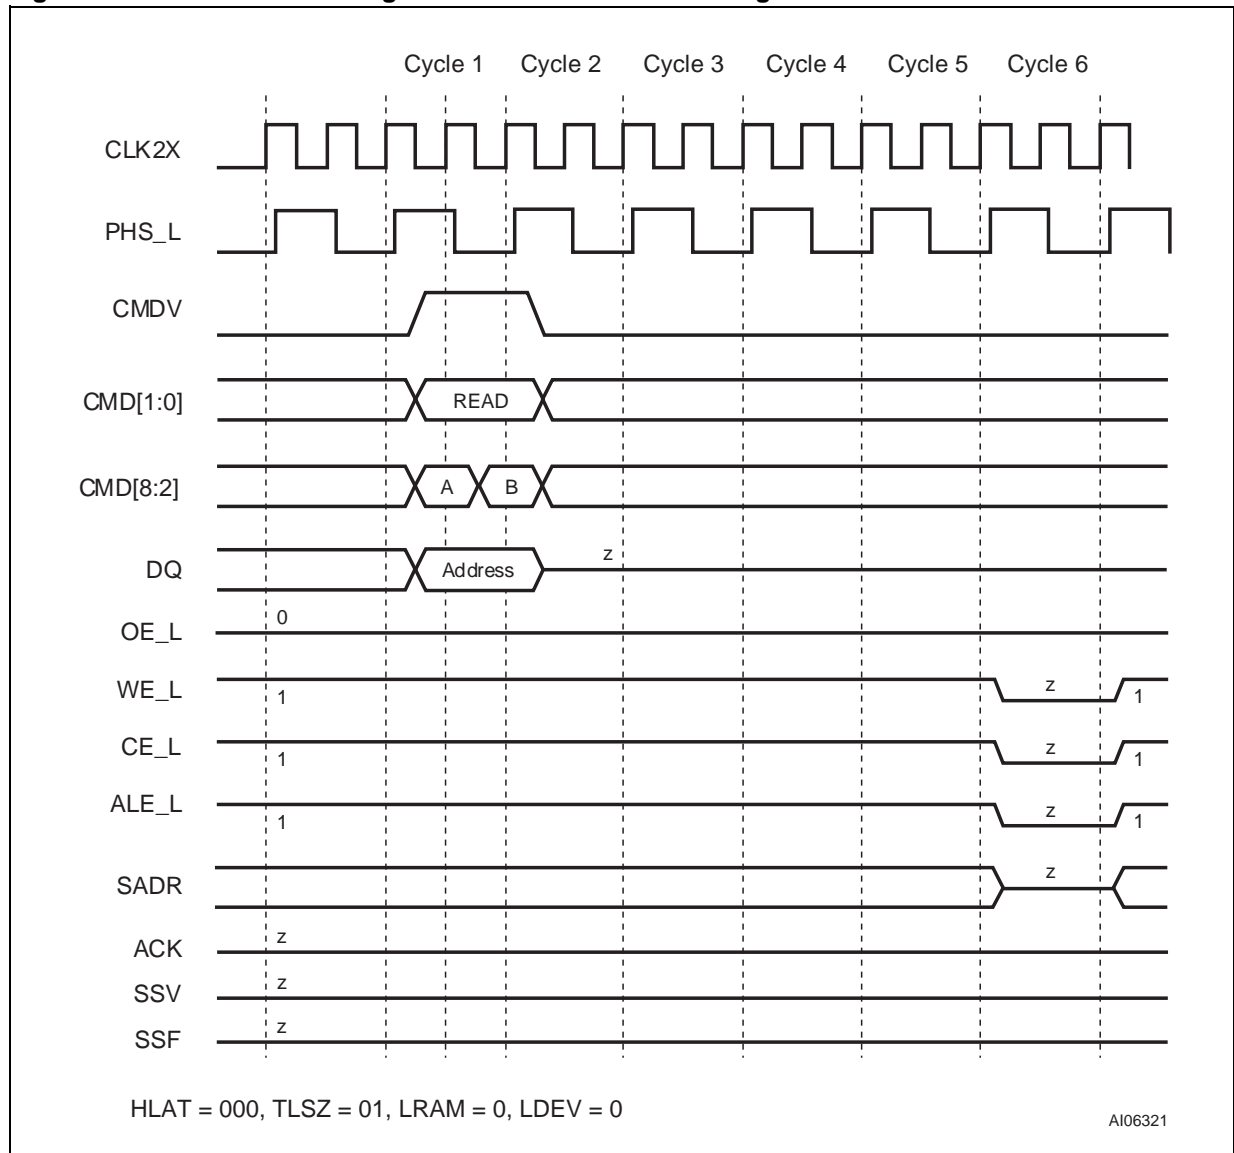 Cycle 1 Cycle 2 Cycle 3 Cycle 4 Cycle 5 Cycle 6
CLK2X
PHS_L
CMDV
CMD[1:0] READ
CMD[8:2] A B
z
DQ Address
0
OE_L
WE_L 1 z 1
CE_L 1 z 1
ALE_L 1 z 1
SADR z
z
ACK
z
SSV
z
SSF
HLAT = 000, TLSZ = 01, LRAM = 0, LDEV = 0
AI06321